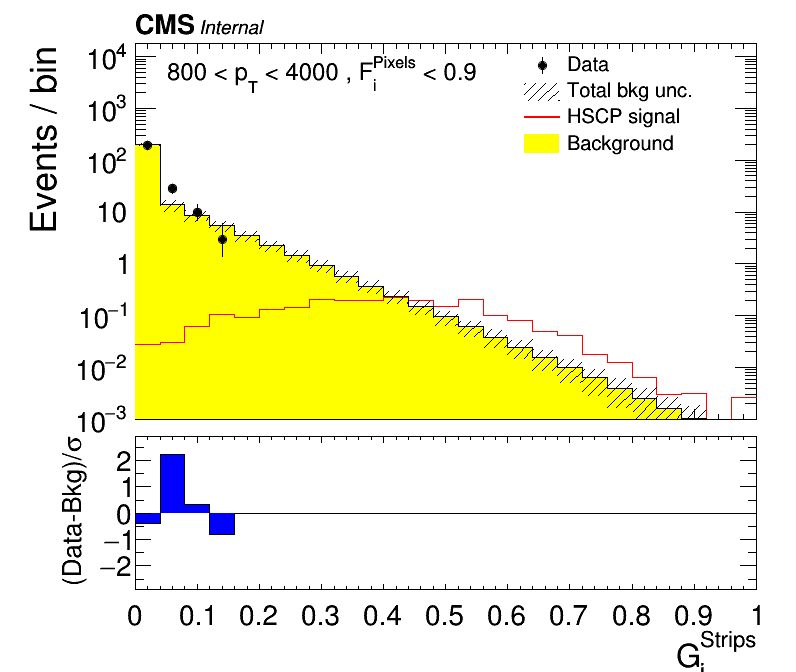 CMS Internal
Events / bin
800 < p_T < 4000 , F_i^Pixels < 0.9
Data
Total bkg unc.
HSCP signal
Background
10^4
10^3
10^2
10
1
10^−1
10^−2
10^−3
(Data-Bkg)/σ
2
1
0
−1
−2
0 0.1 0.2 0.3 0.4 0.5 0.6 0.7 0.8 0.9 1
G_i^Strips